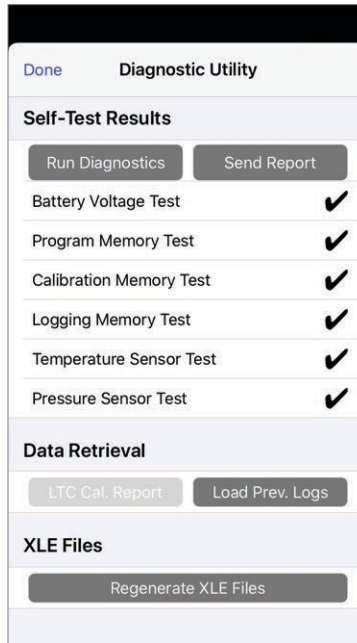 Done Diagnostic Utility
Self-Test Results
Run Diagnostics Send Report
Battery Voltage Test
Program Memory Test
Calibration Memory Test
Logging Memory Test
Temperature Sensor Test
Pressure Sensor Test
Data Retrieval
LTC Cal. Report Load Prev. Logs
XLE Files
Regenerate XLE Files